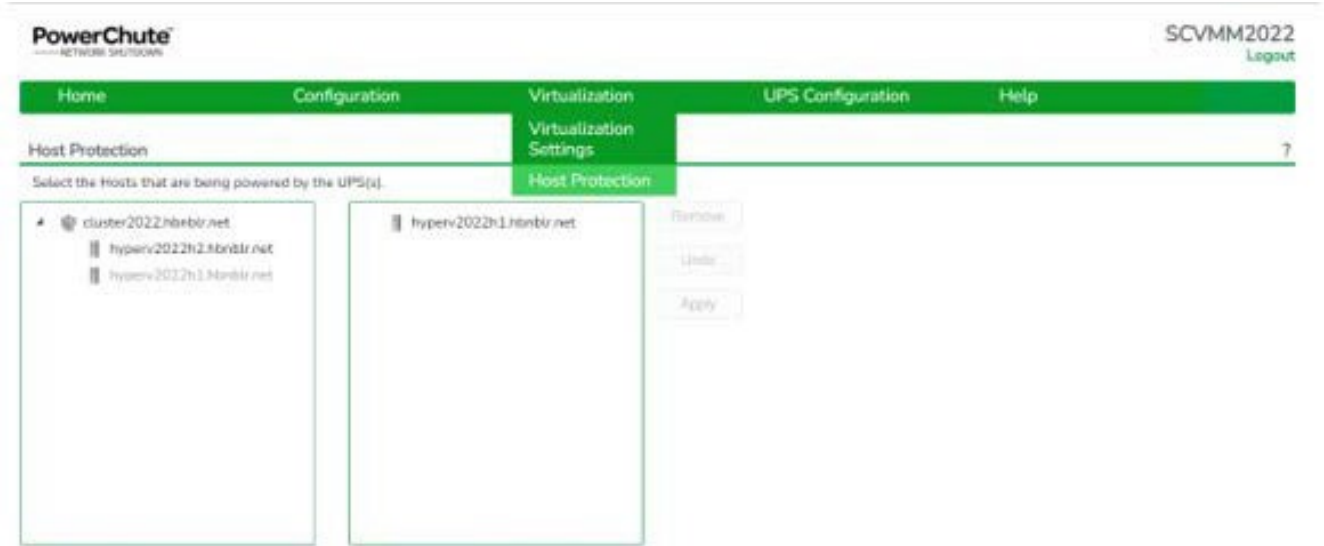 PowerChute
NETWORK SHUTDOWN
SCVMM2022
Logout
Home
Configuration
Virtualization
UPS Configuration
Help
Virtualization
Settings
Host Protection
Host Protection
?
Select the Hosts that are being powered by the UPS(s).
cluster2022.hbnblr.net
hyperv2022h2.hbnblr.net
hyperv2022h1.hbnblr.net
hyperv2022h1.hbnblr.net
Remove
Undo
Apply